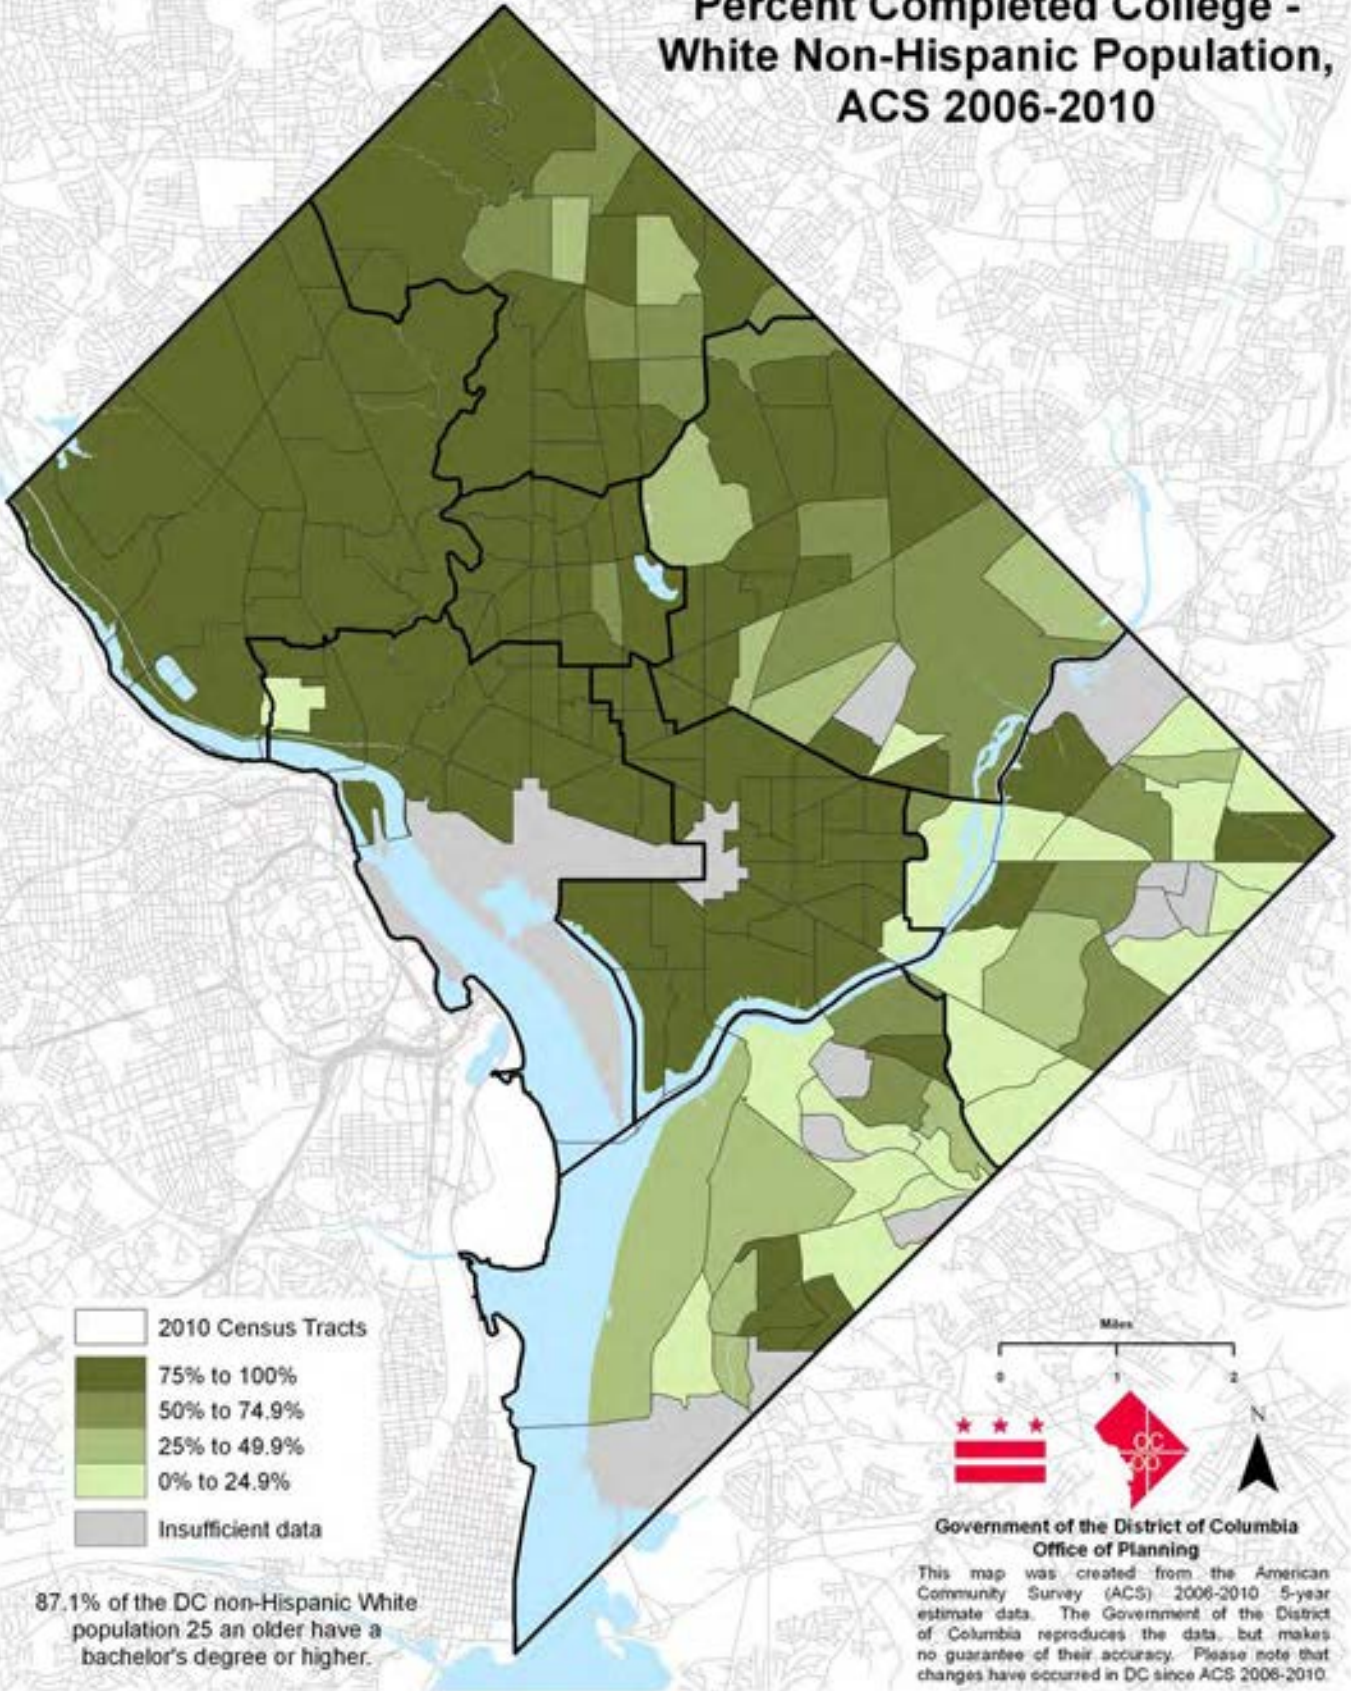 Percent Completed College -
White Non-Hispanic Population,
ACS 2006-2010
2010 Census Tracts
75% to 100%
50% to 74.9%
25% to 49.9%
0% to 24.9%
Insufficient data
87.1% of the DC non-Hispanic White
population 25 an older have a
bachelor's degree or higher.
Miles
0 1 2
N
DC
OP
Government of the District of Columbia
Office of Planning
This map was created from the American
Community Survey (ACS) 2006-2010 5-year
estimate data. The Government of the District
of Columbia reproduces the data, but makes
no guarantee of their accuracy. Please note that
changes have occurred in DC since ACS 2006-2010.